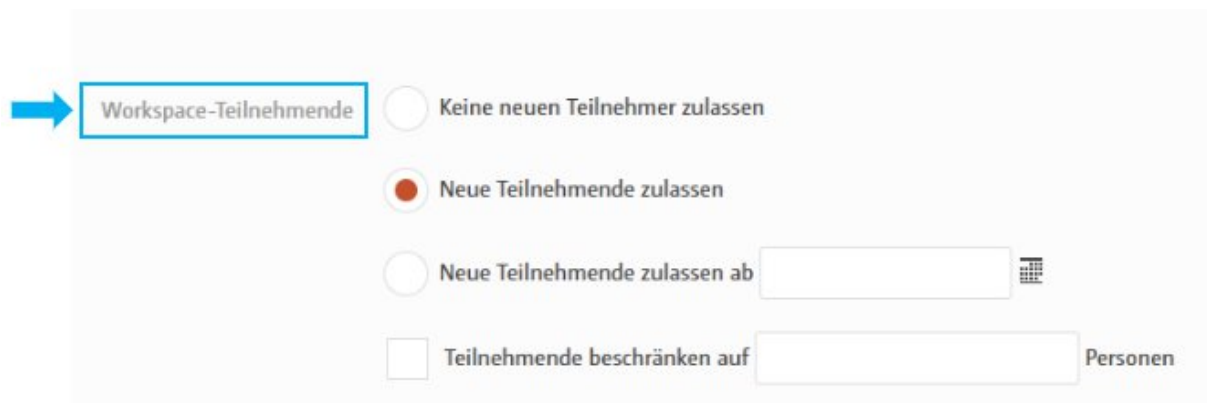 Workspace-Teilnehmende
Keine neuen Teilnehmer zulassen
Neue Teilnehmende zulassen
Neue Teilnehmende zulassen ab
Teilnehmende beschränken auf Personen